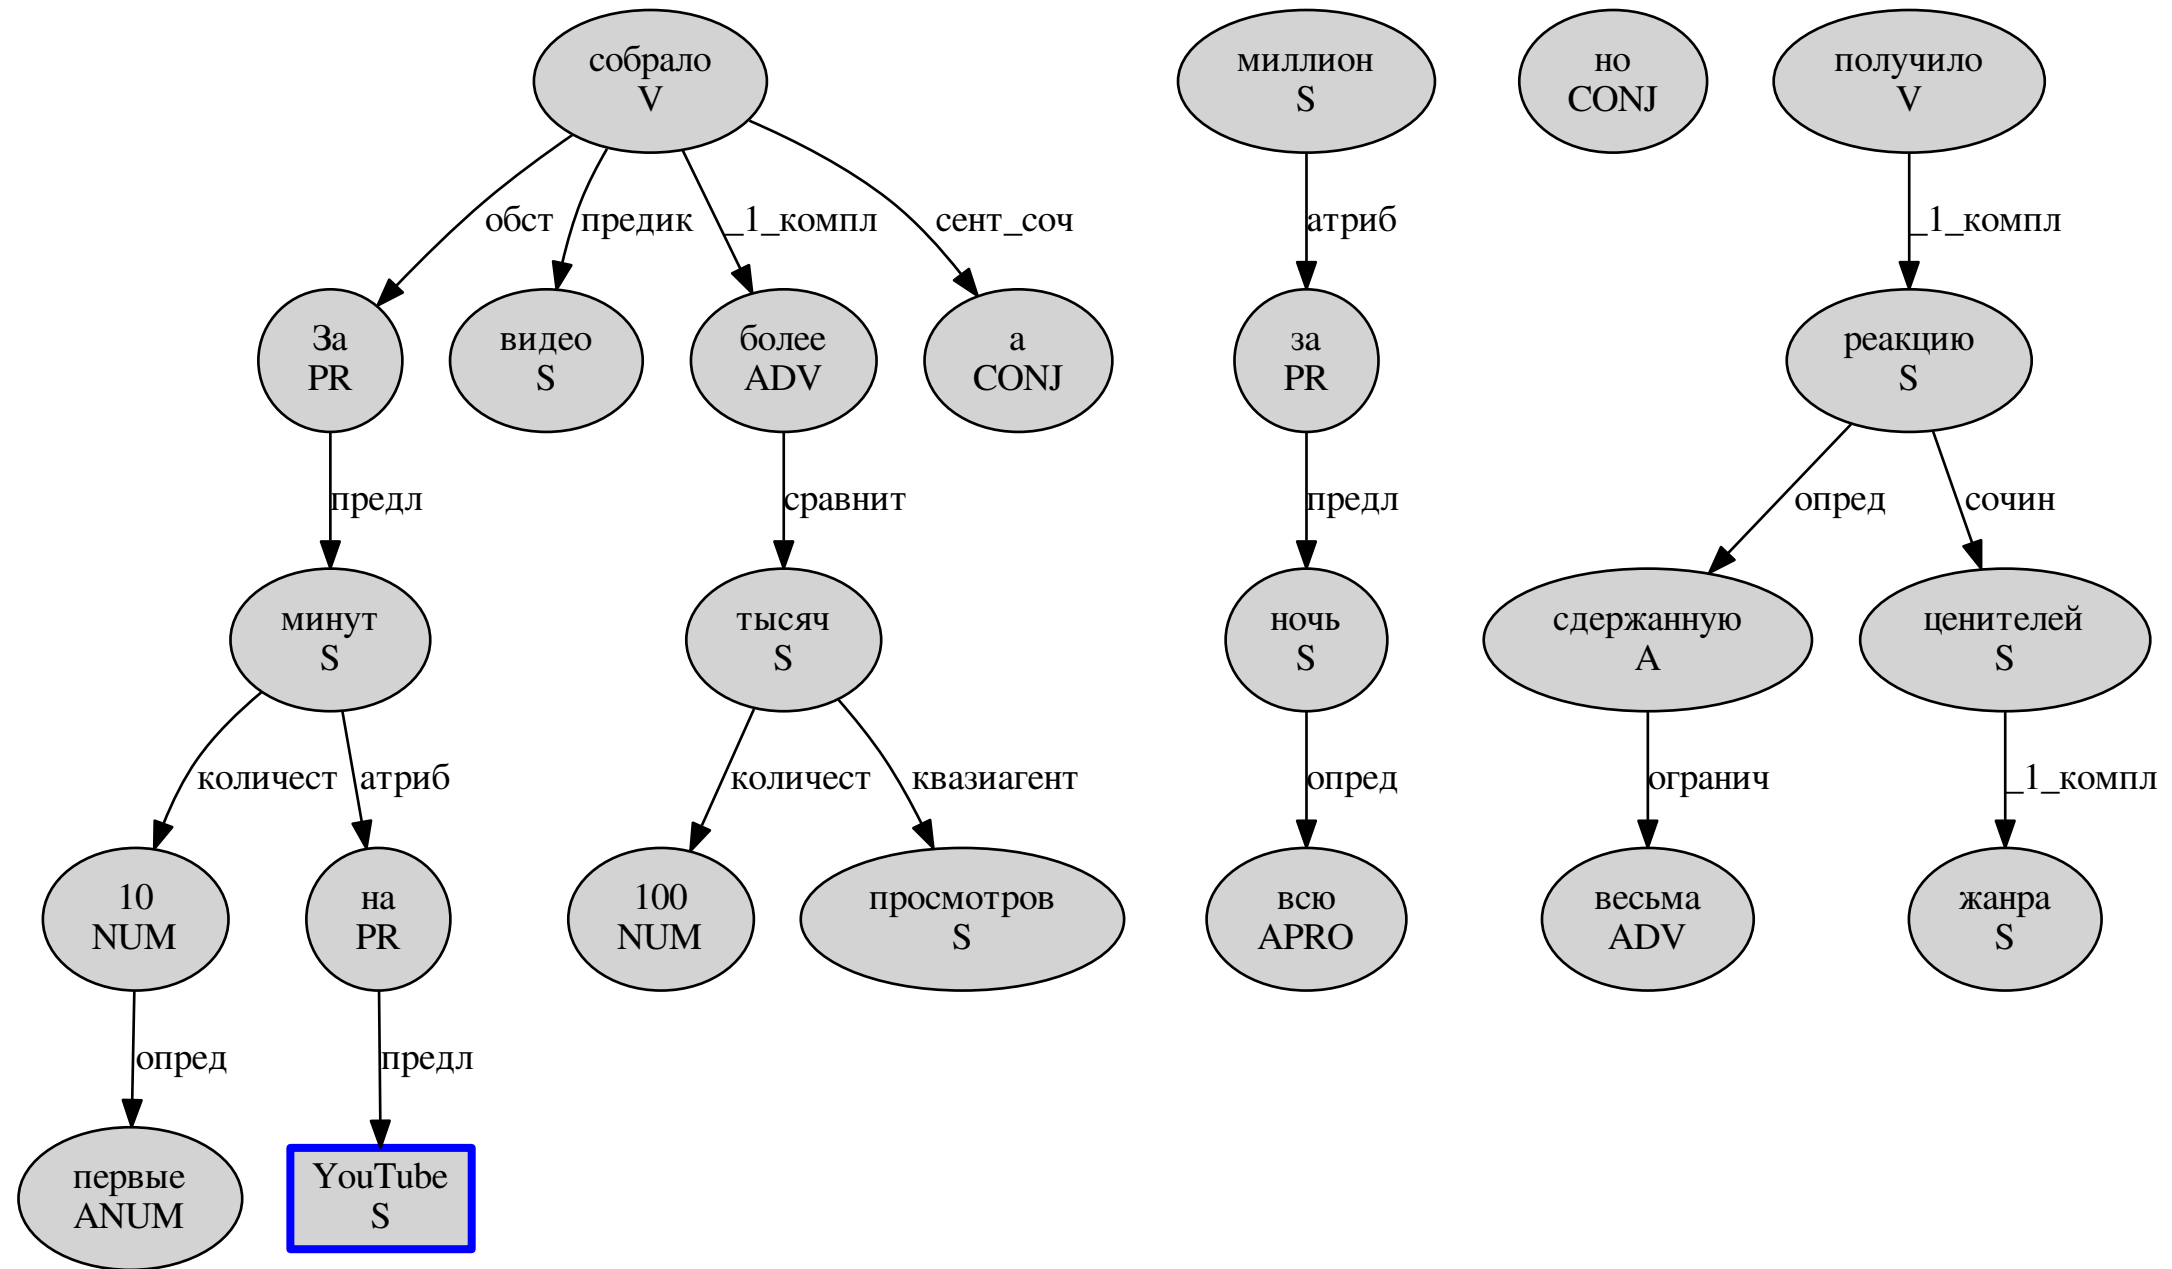 собрало
V
миллион
S
но
CONJ
получило
V
обст
предик
_1_компл
сент_соч
атриб
_1_компл
За
PR
видео
S
более
ADV
а
CONJ
за
PR
реакцию
S
предл
сравнит
предл
опред
сочин
минут
S
тысяч
S
ночь
S
сдержанную
A
ценителей
S
количест
атриб
количест
квазиагент
опред
огранич
_1_компл
10
NUM
на
PR
100
NUM
просмотров
S
всю
APRO
весьма
ADV
жанра
S
опред
предл
первые
ANUM
YouTube
S